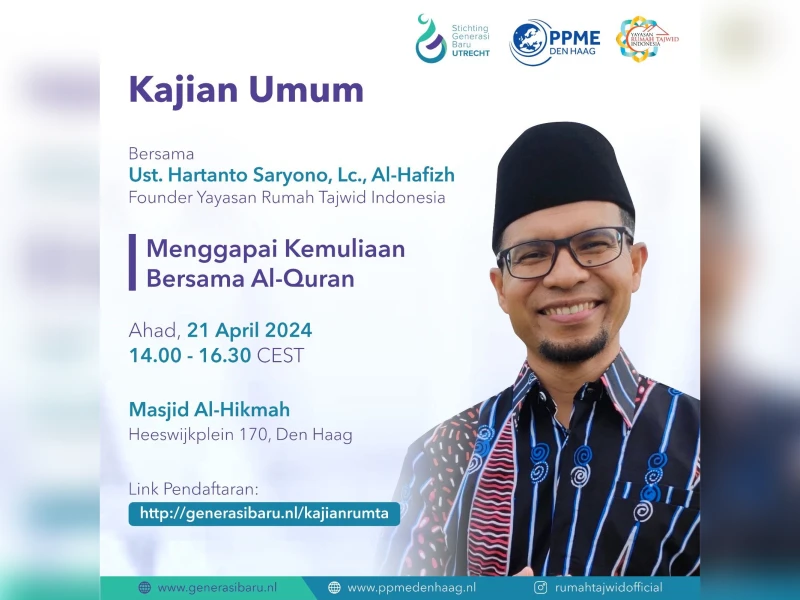 Stichting
Generasi
Baru
UTRECHT
PPME
DEN HAAG
YAYASAN
RUMAH TAJWID
INDONESIA
Kajian Umum
Bersama
Ust. Hartanto Saryono, Lc., Al-Hafizh
Founder Yayasan Rumah Tajwid Indonesia
Menggapai Kemuliaan
Bersama Al-Quran
Ahad, 21 April 2024
14.00 - 16.30 CEST
Masjid Al-Hikmah
Heeswijkplein 170, Den Haag
Link Pendaftaran:
http://generasibaru.nl/kajianrumta
www.generasibaru.nl
www.ppmedenhaag.nl
rumahtajwidofficial